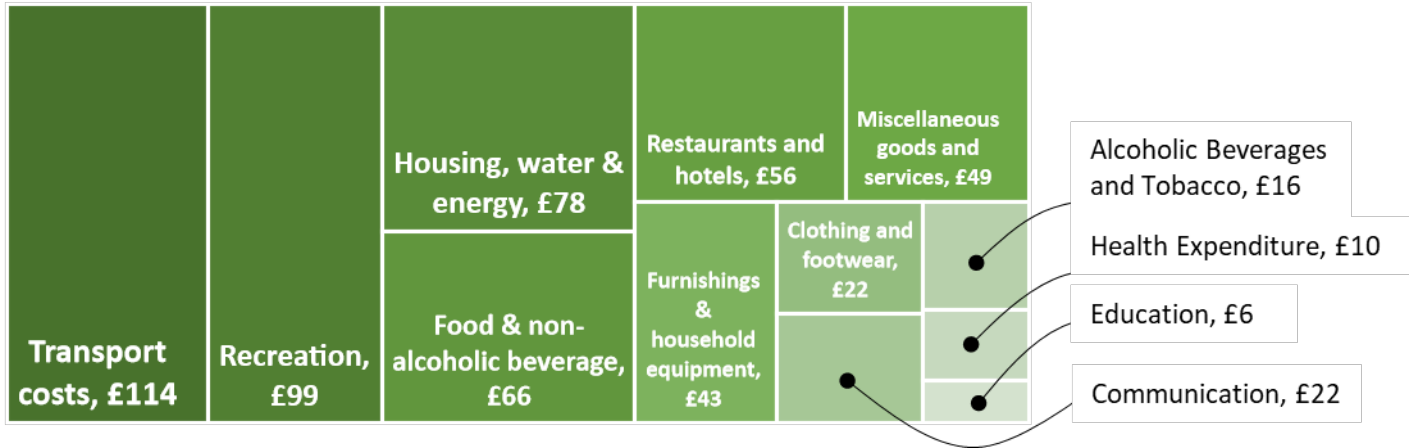 Transport
costs, £114
Recreation,
£99
Housing, water &
energy, £78
Food & non-
alcoholic beverage,
£66
Restaurants and
hotels, £56
Miscellaneous
goods and
services, £49
Furnishings
&
household
equipment,
£43
Clothing and
footwear,
£22
Alcoholic Beverages
and Tobacco, £16
Health Expenditure, £10
Education, £6
Communication, £22